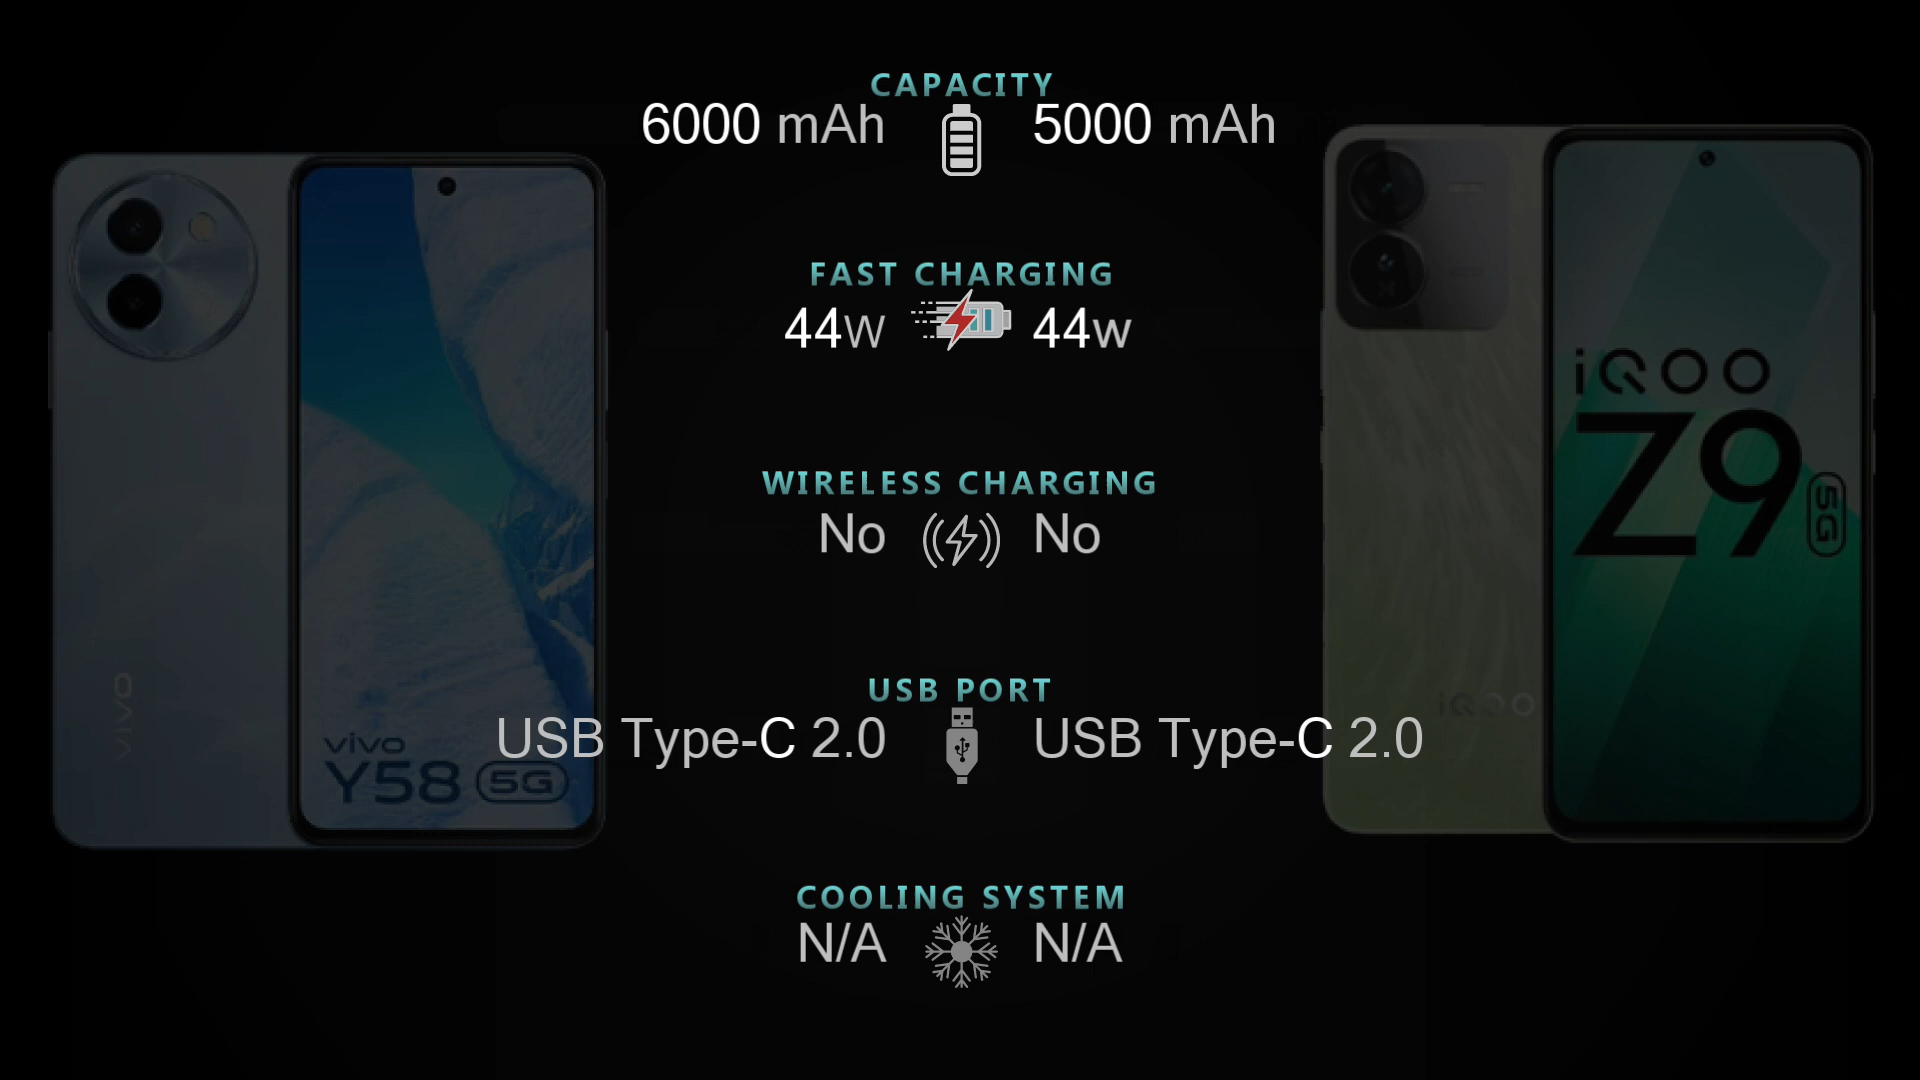 CAPACITY
6000 mAh 5000 mAh
FAST CHARGING
44W 44w
WIRELESS CHARGING
No No
USB PORT
USB Type-C 2.0 USB Type-C 2.0
COOLING SYSTEM
N/A N/A
vivo
vivo
Y58 5G
iQOO
Z9 5G
iQOO